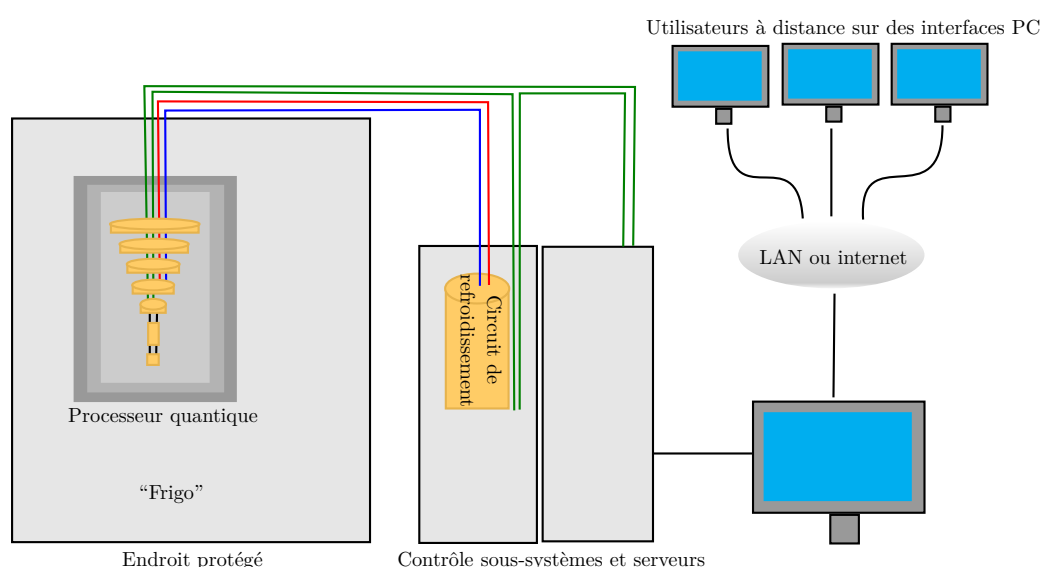 Utilisateurs à distance sur des interfaces PC
LAN ou internet
Circuit de
refroidissement
Processeur quantique
“Frigo”
Endroit protégé
Contrôle sous-systèmes et serveurs